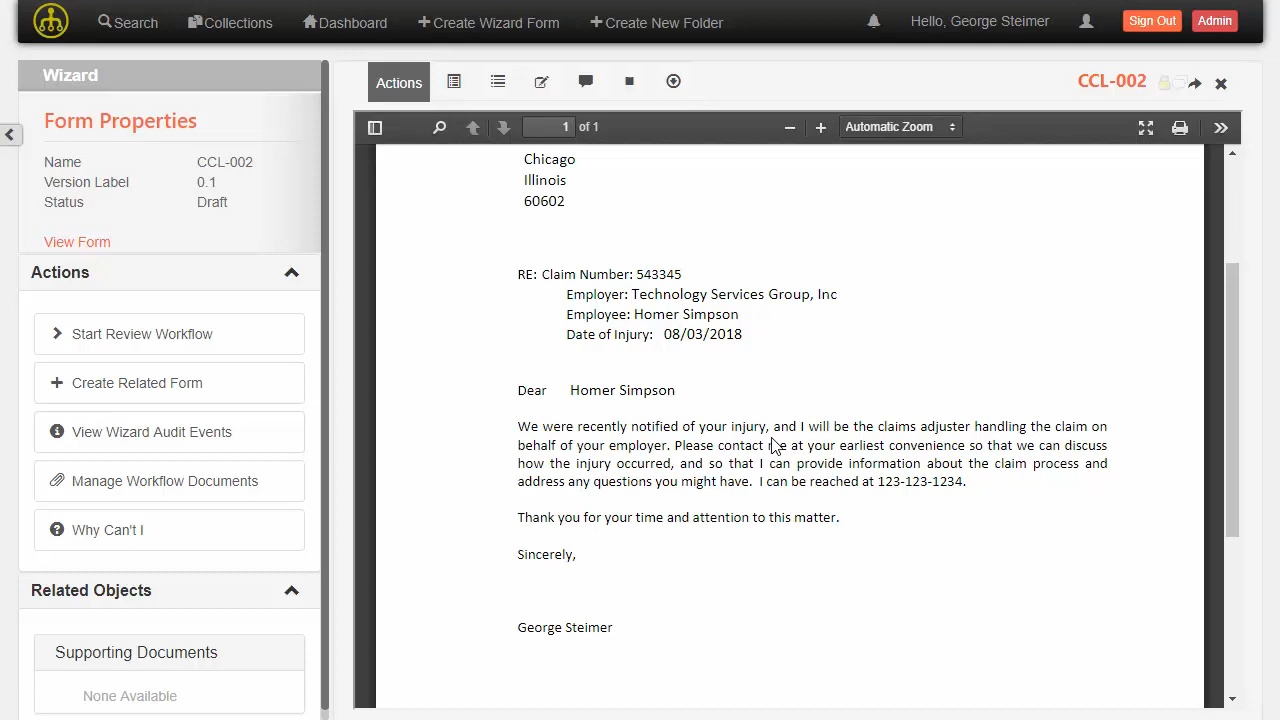 Search Collections Dashboard Create Wizard Form Create New Folder Hello, George Steimer Sign Out Admin
Wizard
Form Properties
Name CCL-002
Version Label 0.1
Status Draft
View Form
Actions
Start Review Workflow
Create Related Form
View Wizard Audit Events
Manage Workflow Documents
Why Can't I
Related Objects
Supporting Documents
None Available
Actions
CCL-002
1 of 1
Automatic Zoom
Chicago
Illinois
60602
RE: Claim Number: 543345
Employer: Technology Services Group, Inc
Employee: Homer Simpson
Date of Injury: 08/03/2018
Dear Homer Simpson
We were recently notified of your injury, and I will be the claims adjuster handling the claim on
behalf of your employer. Please contact me at your earliest convenience so that we can discuss
how the injury occurred, and so that I can provide information about the claim process and
address any questions you might have. I can be reached at 123-123-1234.
Thank you for your time and attention to this matter.
Sincerely,
George Steimer